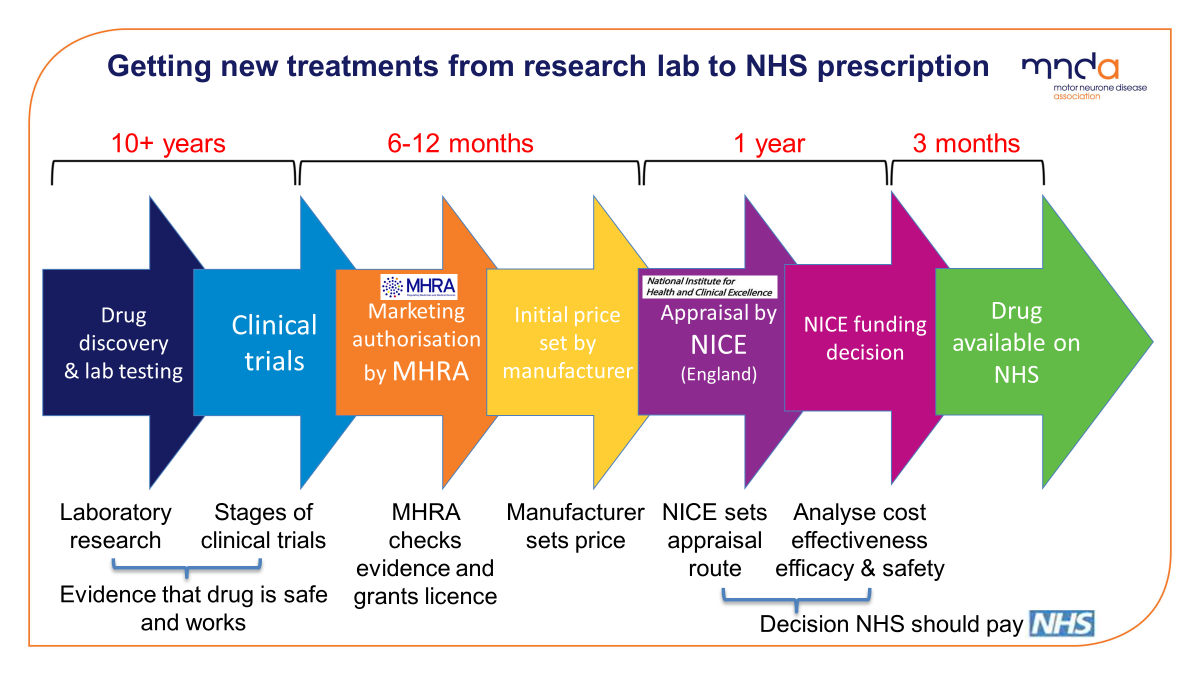 Getting new treatments from research lab to NHS prescription
mnda
motor neurone disease
association
10+ years
6-12 months
1 year
3 months
Drug
discovery
& lab testing
Clinical
trials
MHRA
Marketing
authorisation
by MHRA
Initial price
set by
manufacturer
National Institute for
Health and Clinical Excellence
Appraisal by
NICE
(England)
NICE funding
decision
Drug
available on
NHS
Laboratory
research
Stages of
clinical trials
Evidence that drug is safe
and works
MHRA
checks
evidence and
grants licence
Manufacturer
sets price
NICE sets
appraisal
route
Analyse cost
effectiveness
efficacy & safety
Decision NHS should pay
NHS